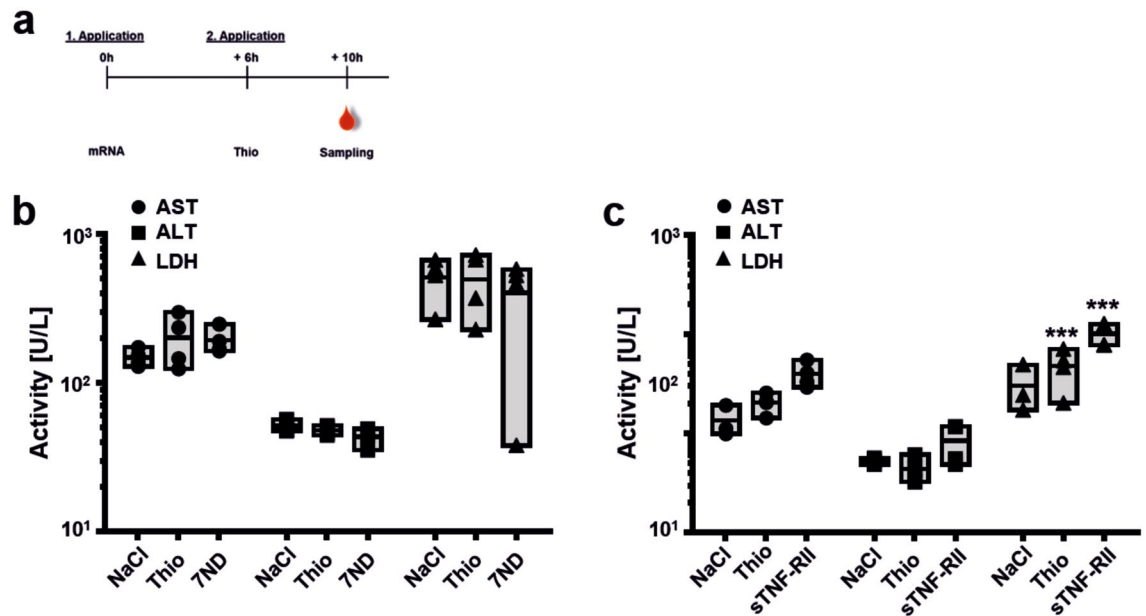 a
1. Application 2. Application
0h + 6h + 10h
mRNA Thio Sampling
b
AST
ALT
LDH
10³
10²
10¹
Activity [U/L]
NaCl Thio 7ND NaCl Thio 7ND NaCl Thio 7ND
c
AST
ALT
LDH
10³
10²
10¹
Activity [U/L]
*** ***
NaCl Thio sTNF-RII NaCl Thio sTNF-RII NaCl Thio sTNF-RII